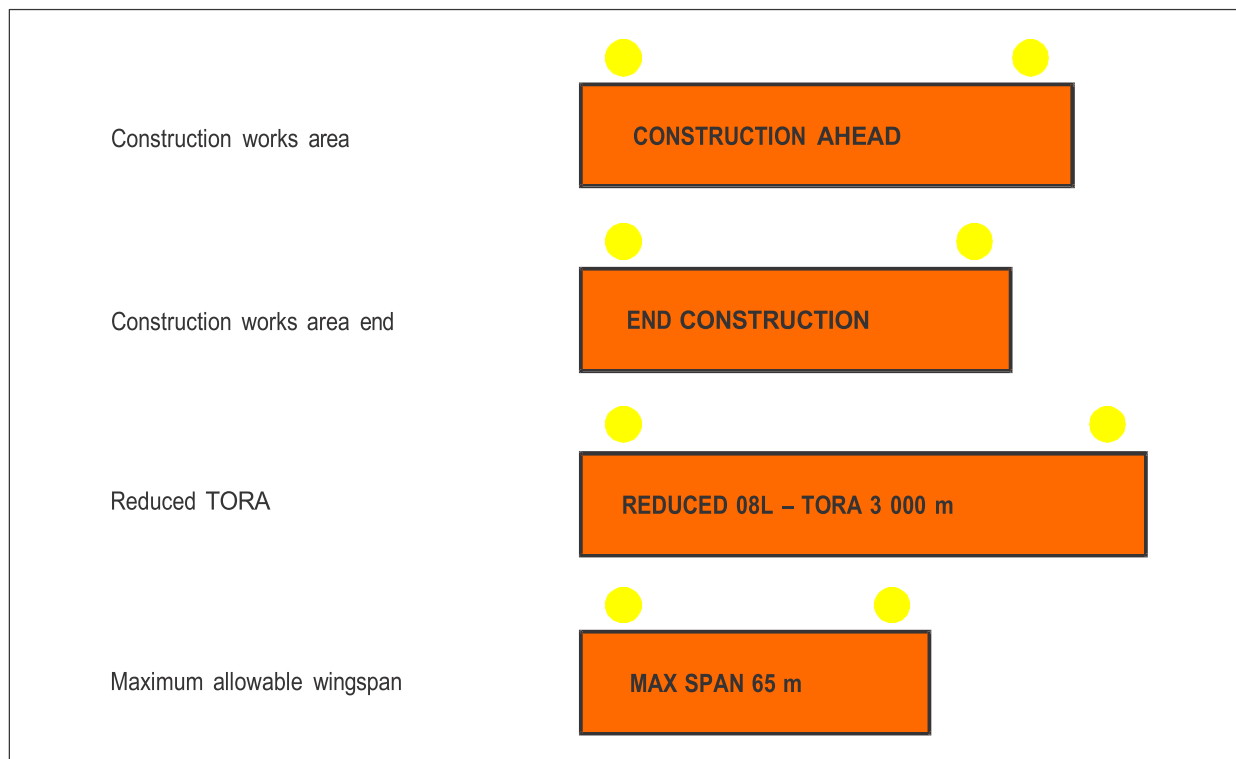 Construction works area
CONSTRUCTION AHEAD
Construction works area end
END CONSTRUCTION
Reduced TORA
REDUCED 08L – TORA 3 000 m
Maximum allowable wingspan
MAX SPAN 65 m